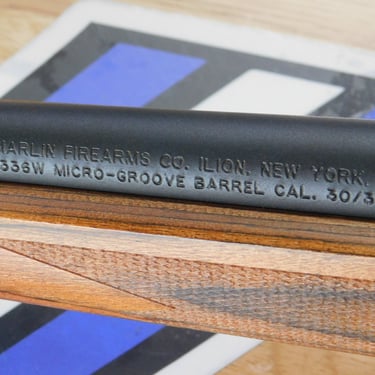 MARLIN FIREARMS CO. ILION, NEW YORK,
336W MICRO-GROOVE BARREL CAL. 30/3